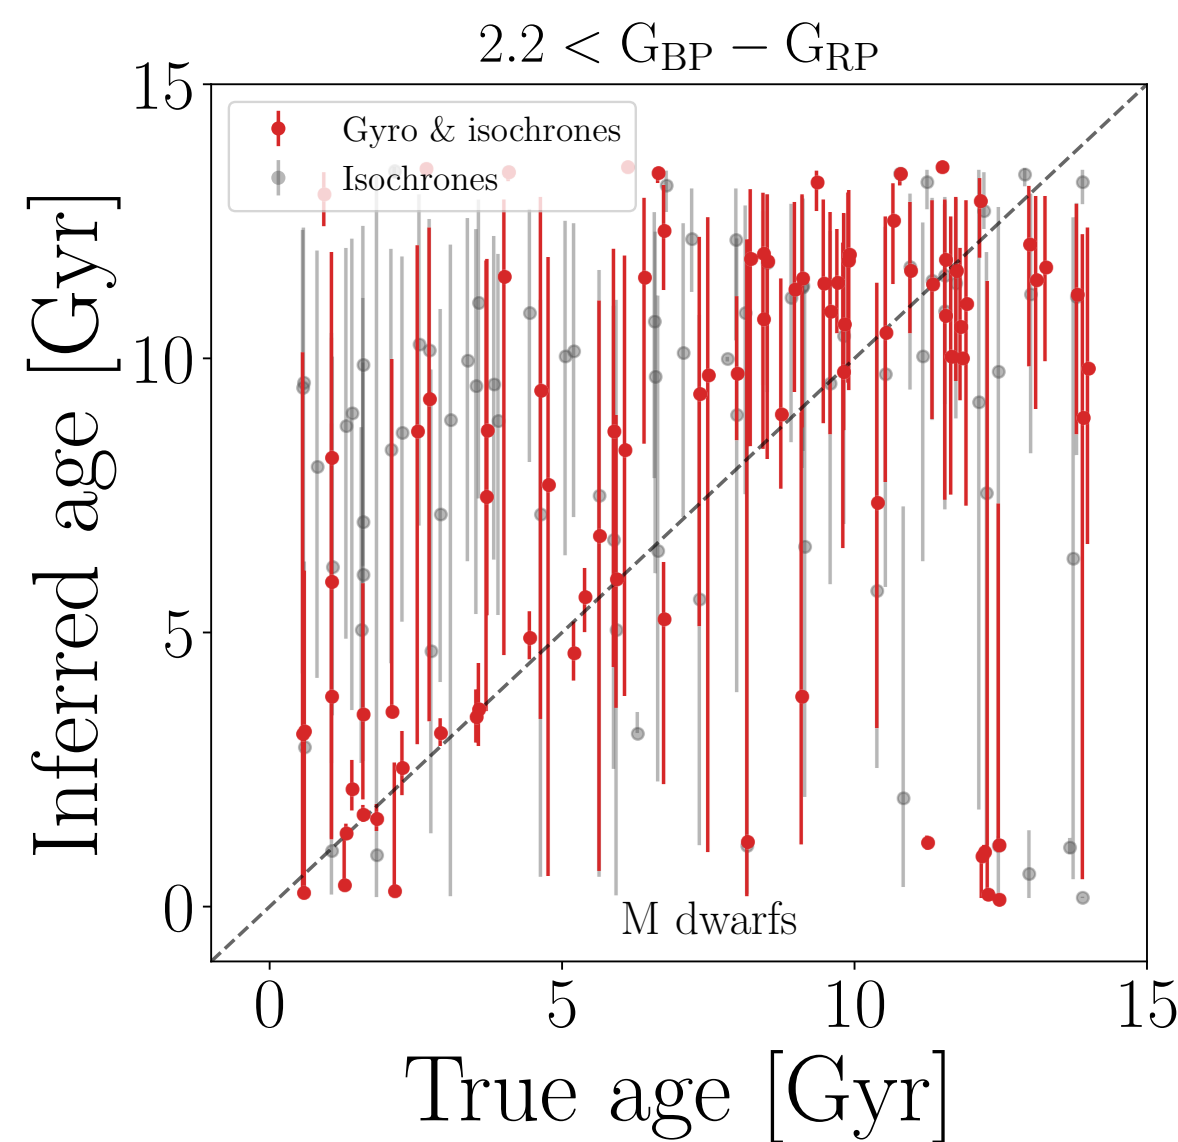 2.2 < G_BP − G_RP
15
Gyro & isochrones
Isochrones
10
5
0
Inferred age [Gyr]
M dwarfs
0 5 10 15
True age [Gyr]